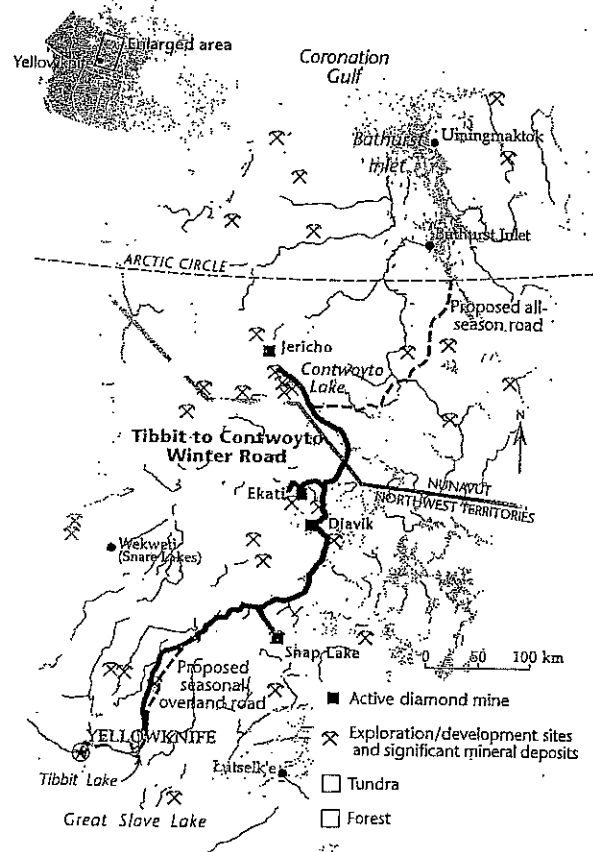 Enlarged area
Yellowknife
Coronation
Gulf
Bathurst
Inlet
Umingmaktok
Bathurst Inlet
ARCTIC CIRCLE
Proposed all-
season road
Jericho
Contwoyto
Lake
Tibbit to Contwoyto
Winter Road
N
NUNAVUT
NORTHWEST TERRITORIES
Ekati
Diavik
Wekweti
(Snare Lakes)
Snap Lake
0 50 100 km
Proposed
seasonal
overland road
YELLOWKNIFE
Tibbit Lake
Great Slave Lake
Łutselk'e
Active diamond mine
Exploration/development sites
and significant mineral deposits
Tundra
Forest